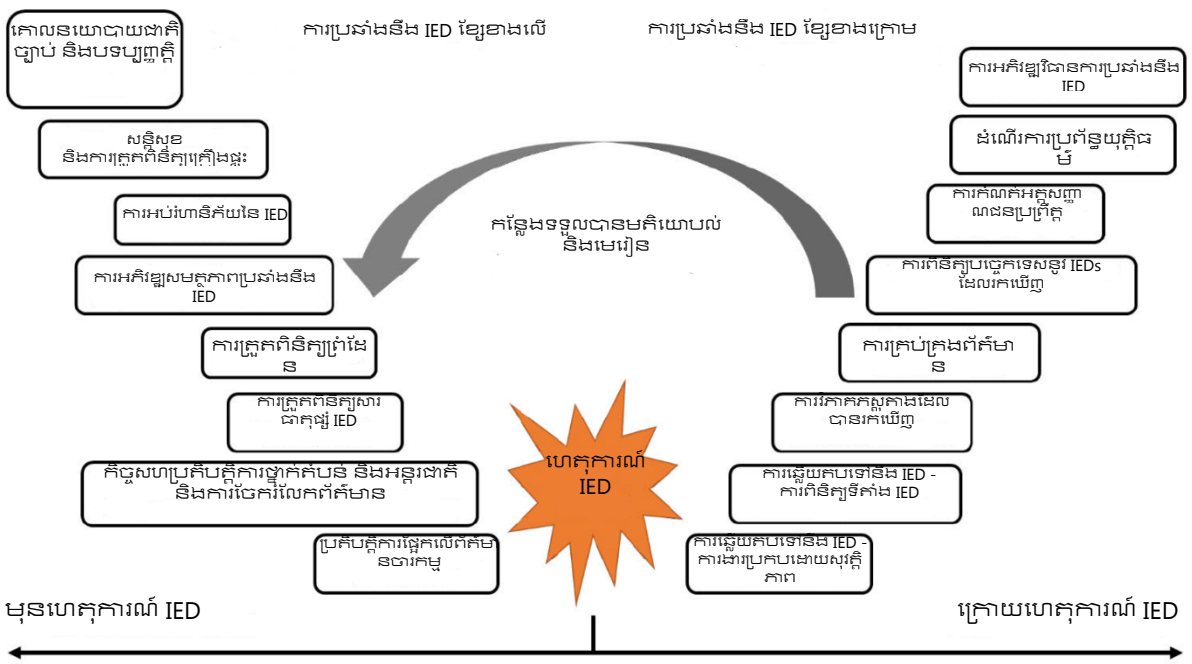 គោលនយោបាយជាតិ
ច្បាប់ និងបទប្បញ្ញត្តិ
សន្តិសុខ
និងការត្រួតពិនិត្យគ្រឿងផ្ទុះ
ការអប់រំហានិភ័យនៃ IED
ការអភិវឌ្ឍសមត្ថភាពប្រឆាំងនឹង
IED
ការត្រួតពិនិត្យព្រំដែ
ន
ការត្រួតពិនិត្យសារ
ធាតុផ្សំ IED
កិច្ចសហប្រតិបត្តិការថ្នាក់តំបន់ និងអន្តរជាតិ
និងការចែករំលែកព័ត៌មាន
ប្រតិបត្តិការផ្អែកលើព័ត៌មា
នចារកម្ម
មុនហេតុការណ៍ IED
ការប្រឆាំងនឹង IED ខ្សែខាងលើ
ការប្រឆាំងនឹង IED ខ្សែខាងក្រោម
កន្លែងទទួលបានមតិយោបល់
និងមេរៀន
ហេតុការណ៍
IED
ការអភិវឌ្ឍវិធានការប្រឆាំងនឹង
IED
ដំណើរការប្រព័ន្ធយុត្តិធ
ម៌
ការកំណត់អត្តសញ្ញា
ណជនប្រព្រឹត្ត
ការពិនិត្យបច្ចេកទេសនូវ IEDs
ដែលរកឃើញ
ការគ្រប់គ្រងព័ត៌មា
ន
ការវិភាគភស្តុតាងដែល
បានរកឃើញ
ការឆ្លើយតបទៅនឹង IED -
ការពិនិត្យទីតាំង IED
ការឆ្លើយតបទៅនឹង IED -
ការងារប្រកបដោយសុវត្ថិ
ភាព
ក្រោយហេតុការណ៍ IED